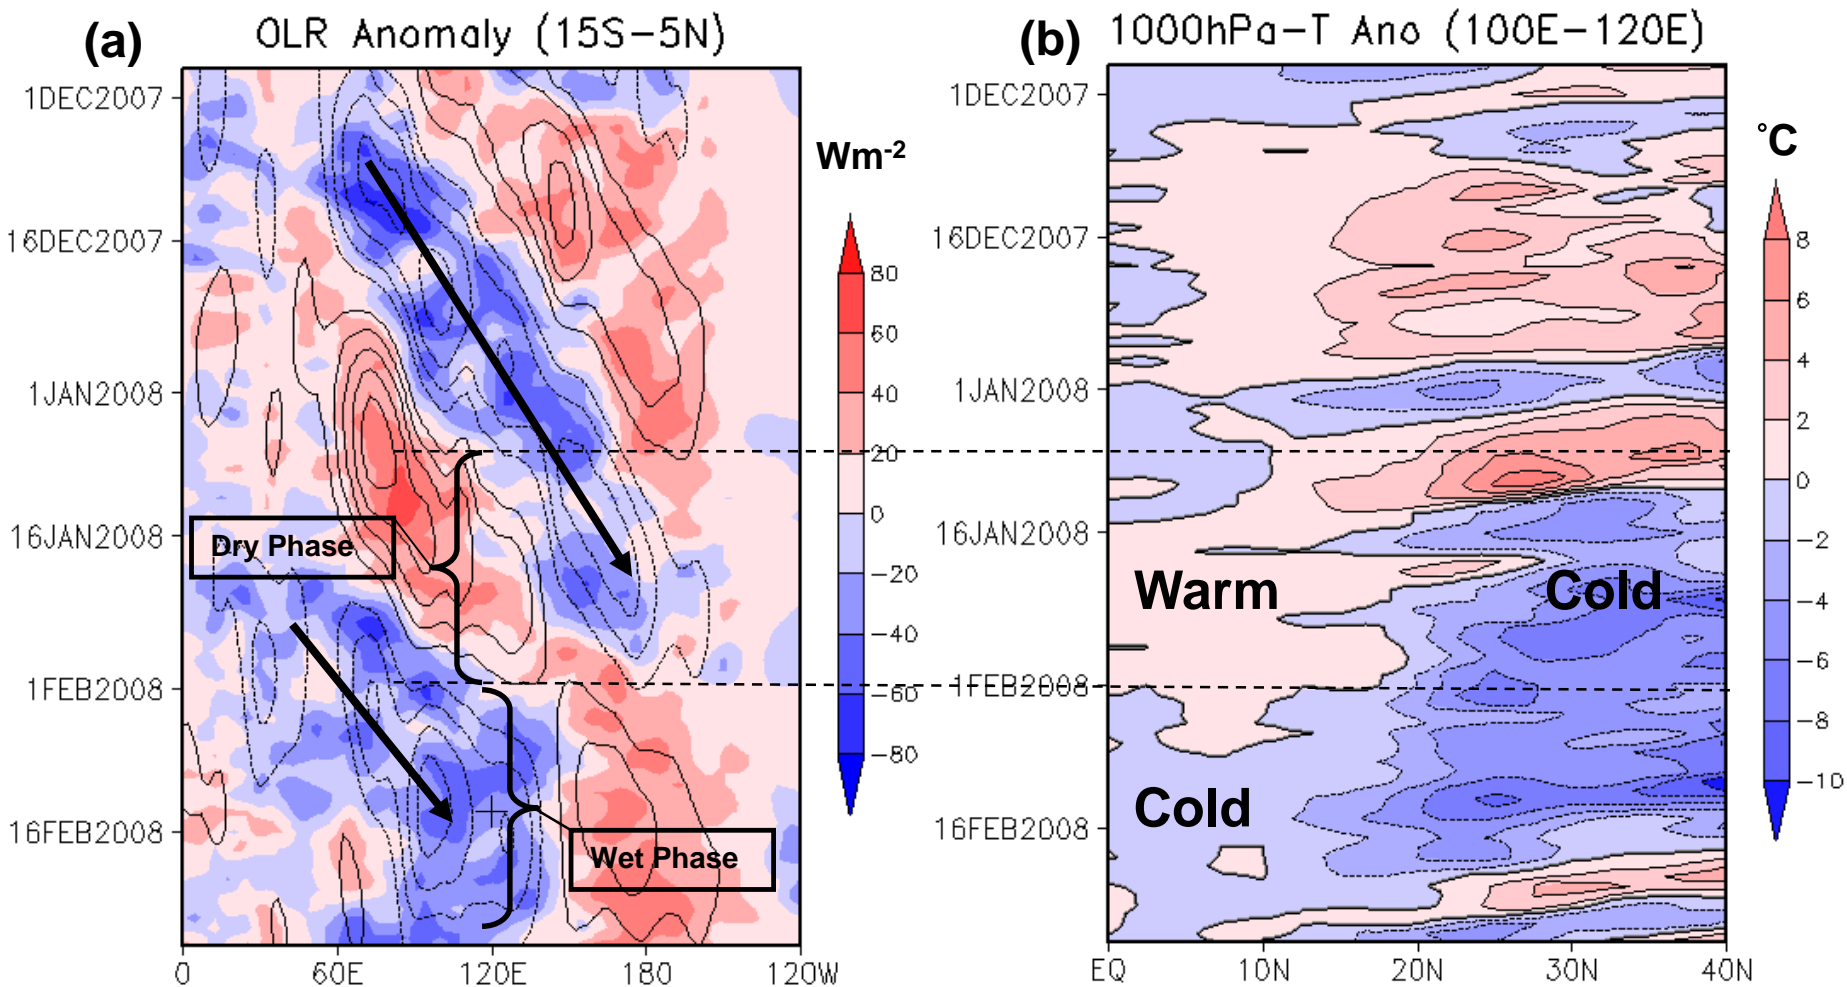 (a) OLR Anomaly (15S-5N)
1DEC2007
16DEC2007
1JAN2008
16JAN2008
1FEB2008
16FEB2008
0 60E 120E 180 120W
Dry Phase
Wet Phase
Wm-2
80
60
40
20
0
-20
-40
-60
-80
(b) 1000hPa-T Ano (100E-120E)
1DEC2007
16DEC2007
1JAN2008
16JAN2008
1FEB2008
16FEB2008
EQ 10N 20N 30N 40N
Warm Cold
Cold
°C
8
6
4
2
0
-2
-4
-6
-8
-10